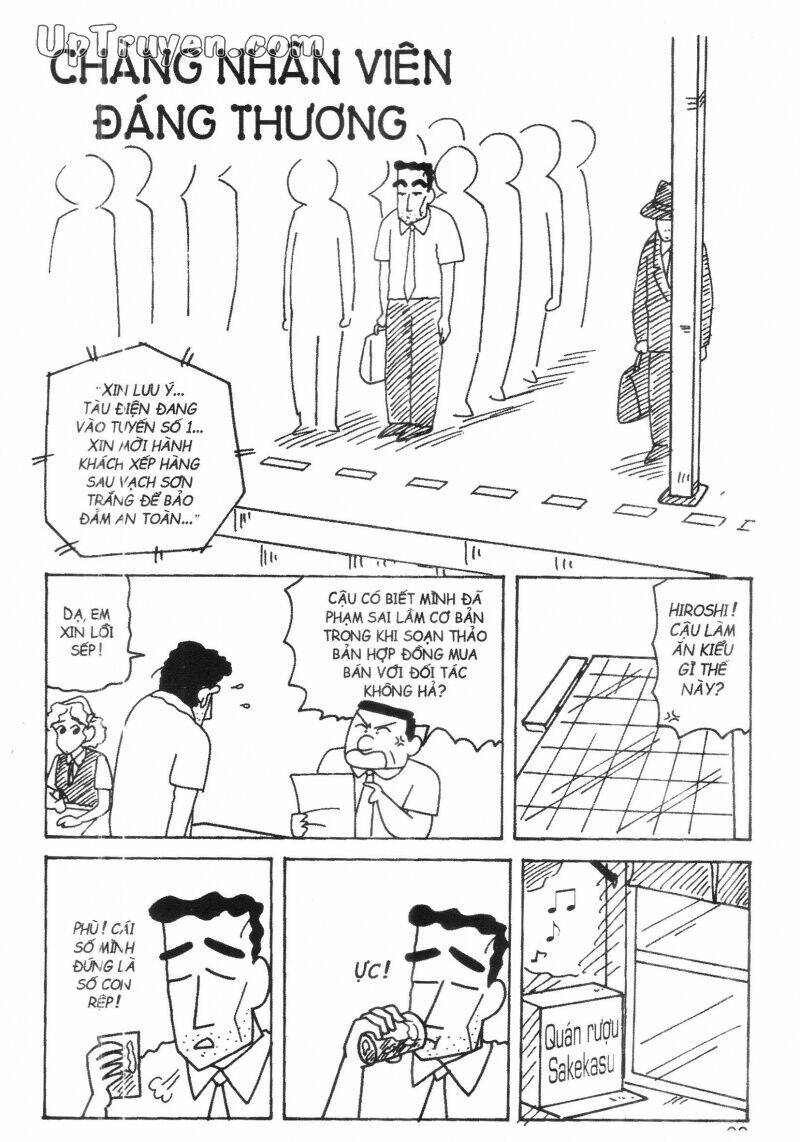 UpTruyen.com
CHÀNG NHÂN VIÊN
ĐÁNG THƯƠNG
"XIN LƯU Ý...
TÀU ĐIỆN ĐANG
VÀO TUYẾN SỐ 1...
XIN MỜI HÀNH
KHÁCH XẾP HÀNG
SAU VẠCH SƠN
TRẮNG ĐỂ BẢO
ĐẢM AN TOÀN..."
HIROSHI!
CẬU LÀM
ĂN KIỂU
GÌ THẾ
NÀY?
CẬU CÓ BIẾT MÌNH ĐÃ
PHẠM SAI LẦM CƠ BẢN
TRONG KHI SOẠN THẢO
BẢN HỢP ĐỒNG MUA
BÁN VỚI ĐỐI TÁC
KHÔNG HẢ?
DẠ, EM
XIN LỖI
SẾP!
Quán rượu
Sakekasu
ỰC!
PHÙ! CÁI
SỐ MÌNH
ĐÚNG LÀ
SỐ CON
RỆP!